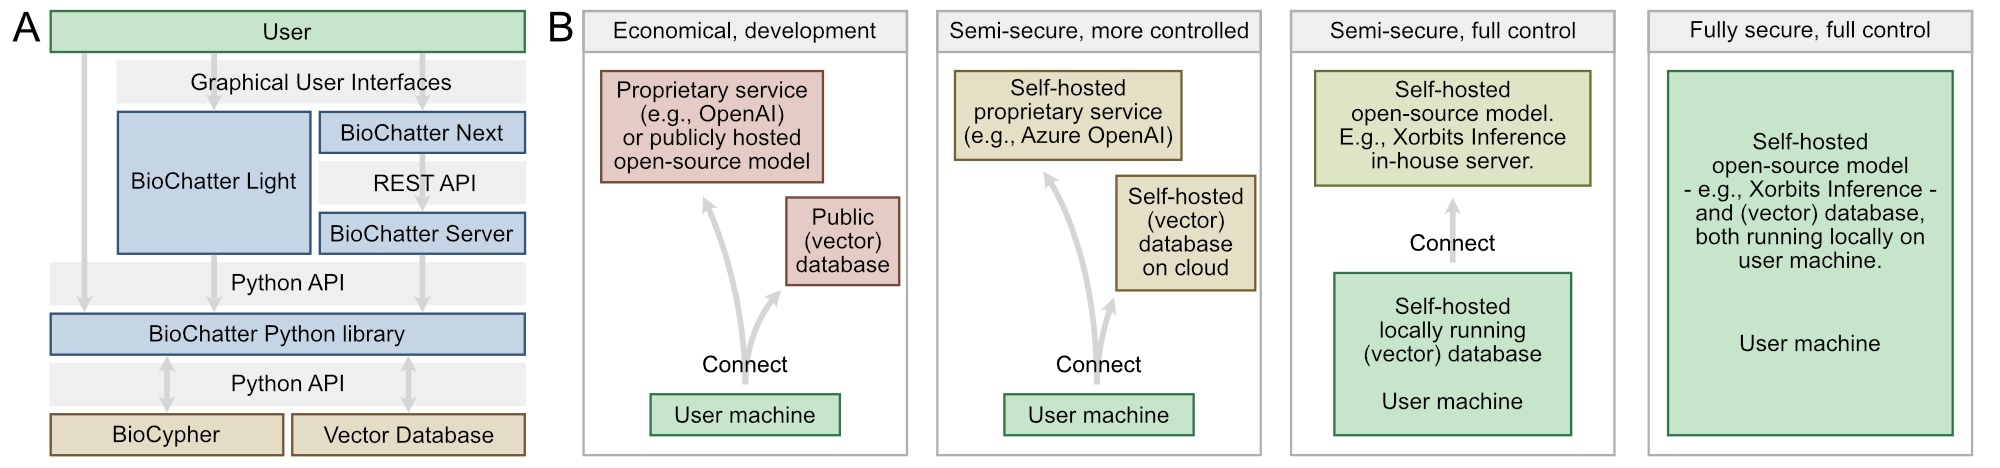 A
User
Graphical User Interfaces
BioChatter Light
BioChatter Next
REST API
BioChatter Server
Python API
BioChatter Python library
Python API
BioCypher
Vector Database
B
Economical, development
Proprietary service
(e.g., OpenAI)
or publicly hosted
open-source model
Public
(vector)
database
Connect
User machine
Semi-secure, more controlled
Self-hosted
proprietary service
(e.g., Azure OpenAI)
Self-hosted
(vector)
database
on cloud
Connect
User machine
Semi-secure, full control
Self-hosted
open-source model.
E.g., Xorbits Inference
in-house server.
Connect
Self-hosted
locally running
(vector) database
User machine
Fully secure, full control
Self-hosted
open-source model
- e.g., Xorbits Inference -
and (vector) database,
both running locally on
user machine.
User machine